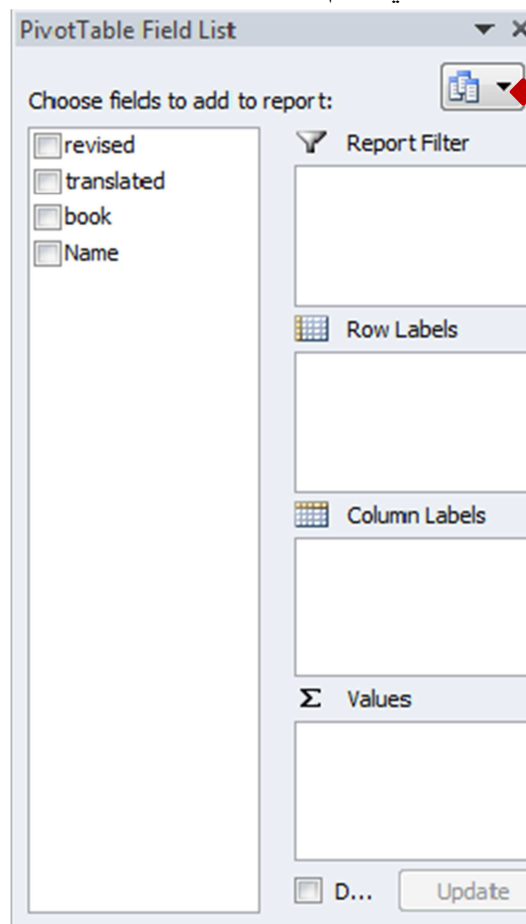 PivotTable Field List
Choose fields to add to report:
revised
translated
book
Name
Report Filter
Row Labels
Column Labels
Σ Values
D...
Update